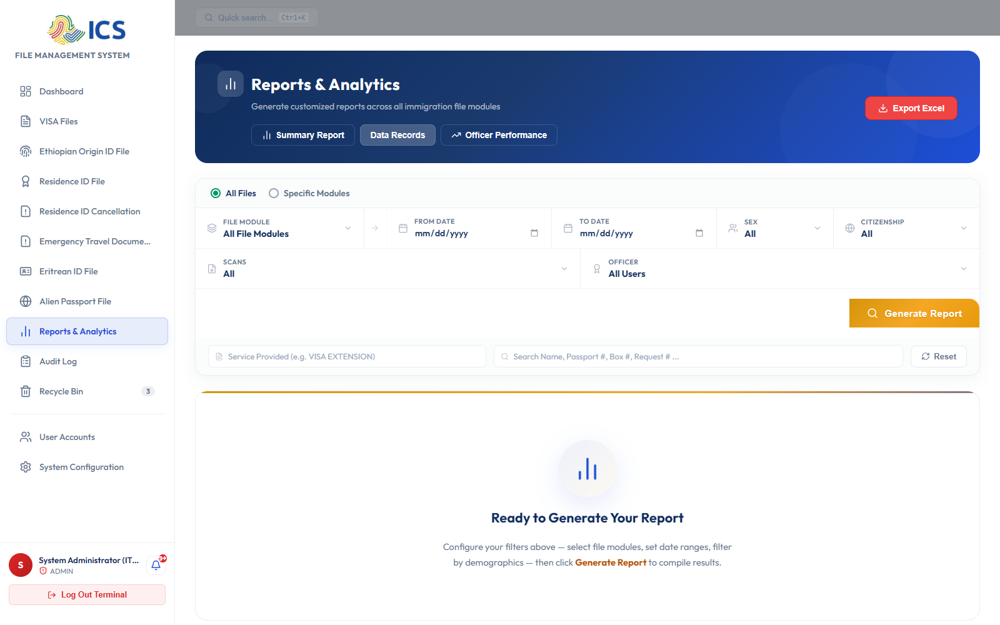 ICS
FILE MANAGEMENT SYSTEM
Dashboard
VISA Files
Ethiopian Origin ID File
Residence ID File
Residence ID Cancellation
Emergency Travel Docume...
Eritrean ID File
Alien Passport File
Reports & Analytics
Audit Log
Recycle Bin 3
User Accounts
System Configuration
S
System Administrator (IT...
ADMIN
9+
Log Out Terminal
Quick search... Ctrl+K
Reports & Analytics
Generate customized reports across all immigration file modules
Summary Report Data Records Officer Performance
Export Excel
All Files Specific Modules
FILE MODULE
All File Modules
FROM DATE
mm/dd/yyyy
TO DATE
mm/dd/yyyy
SEX
All
CITIZENSHIP
All
SCANS
All
OFFICER
All Users
Generate Report
Service Provided (e.g. VISA EXTENSION)
Search Name, Passport #, Box #, Request # ...
Reset
Ready to Generate Your Report
Configure your filters above — select file modules, set date ranges, filter
by demographics — then click Generate Report to compile results.